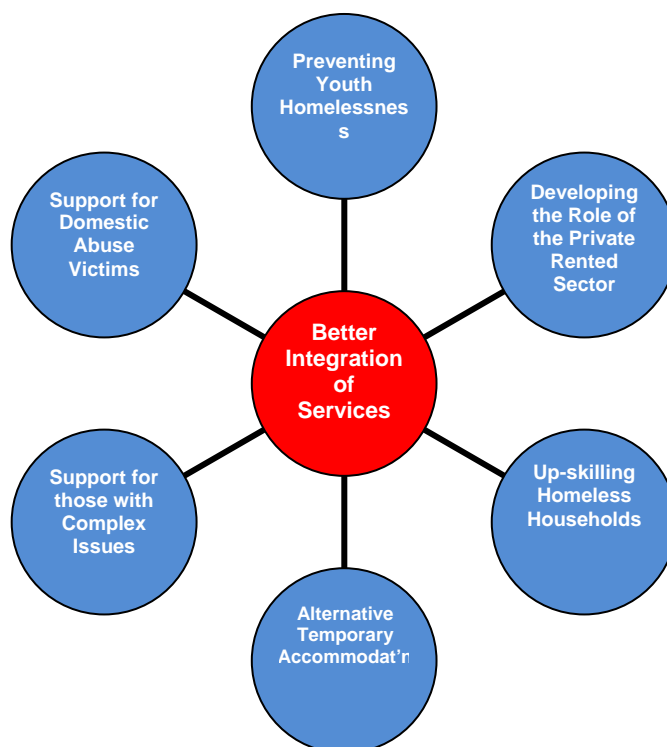 Preventing
Youth
Homelessnes
s
Support for
Domestic
Abuse
Victims
Developing
the Role of
the Private
Rented
Sector
Better
Integration
of
Services
Support for
those with
Complex
Issues
Up-skilling
Homeless
Households
Alternative
Temporary
Accommodat’n